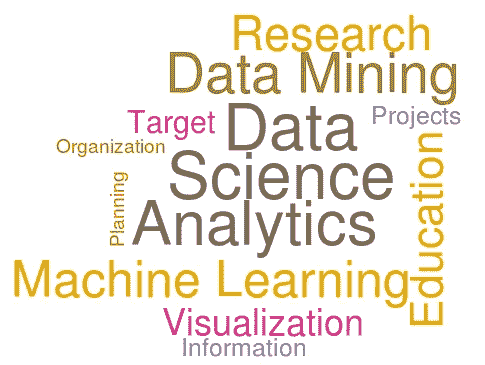 Research
Data Mining
Projects
Target
Data
Organization
Science
Education
Planning
Analytics
Machine Learning
Visualization
Information